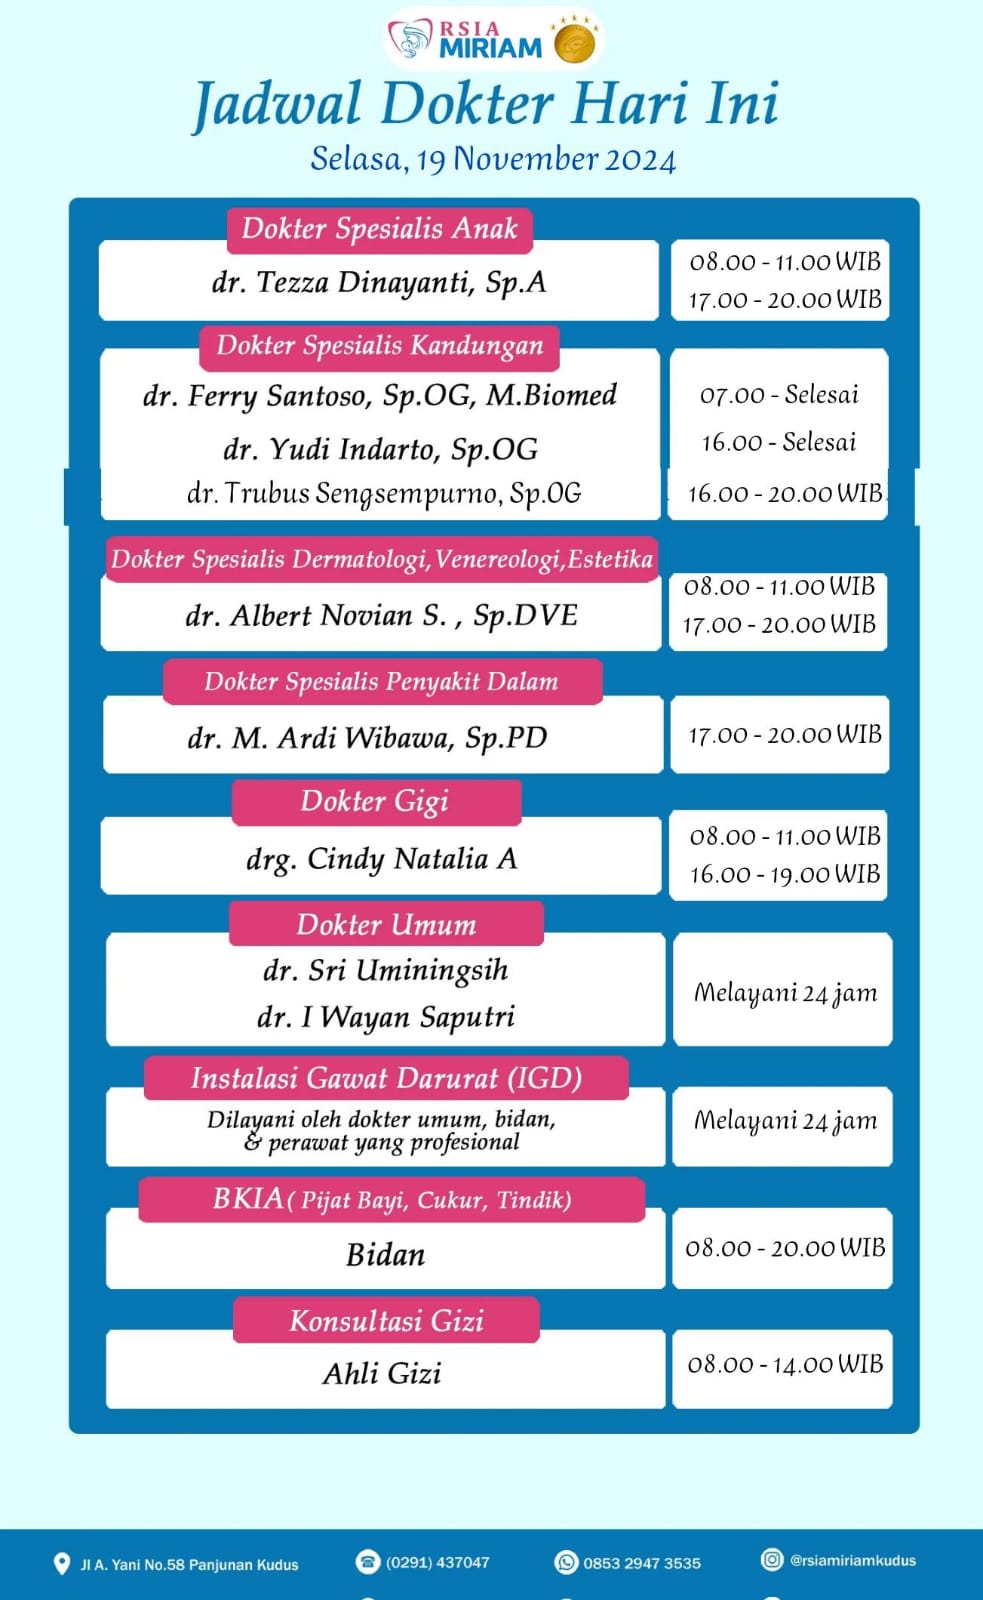 RSIA
MIRIAM
Jadwal Dokter Hari Ini
Selasa, 19 November 2024
Dokter Spesialis Anak
dr. Tezza Dinayanti, Sp.A
08.00 - 11.00 WIB
17.00 - 20.00 WIB
Dokter Spesialis Kandungan
dr. Ferry Santoso, Sp.OG, M.Biomed
07.00 - Selesai
dr. Yudi Indarto, Sp.OG
16.00 - Selesai
dr. Trubus Sengsempurno, Sp.OG
16.00 - 20.00 WIB
Dokter Spesialis Dermatologi,Venereologi,Estetika
dr. Albert Novian S. , Sp.DVE
08.00 - 11.00 WIB
17.00 - 20.00 WIB
Dokter Spesialis Penyakit Dalam
dr. M. Ardi Wibawa, Sp.PD
17.00 - 20.00 WIB
Dokter Gigi
drg. Cindy Natalia A
08.00 - 11.00 WIB
16.00 - 19.00 WIB
Dokter Umum
dr. Sri Uminingsih
dr. I Wayan Saputri
Melayani 24 jam
Instalasi Gawat Darurat (IGD)
Dilayani oleh dokter umum, bidan,
& perawat yang profesional
Melayani 24 jam
BKIA ( Pijat Bayi, Cukur, Tindik)
Bidan
08.00 - 20.00 WIB
Konsultasi Gizi
Ahli Gizi
08.00 - 14.00 WIB
Jl A. Yani No.58 Panjunan Kudus
(0291) 437047
0853 2947 3535
@rsiamiriamkudus